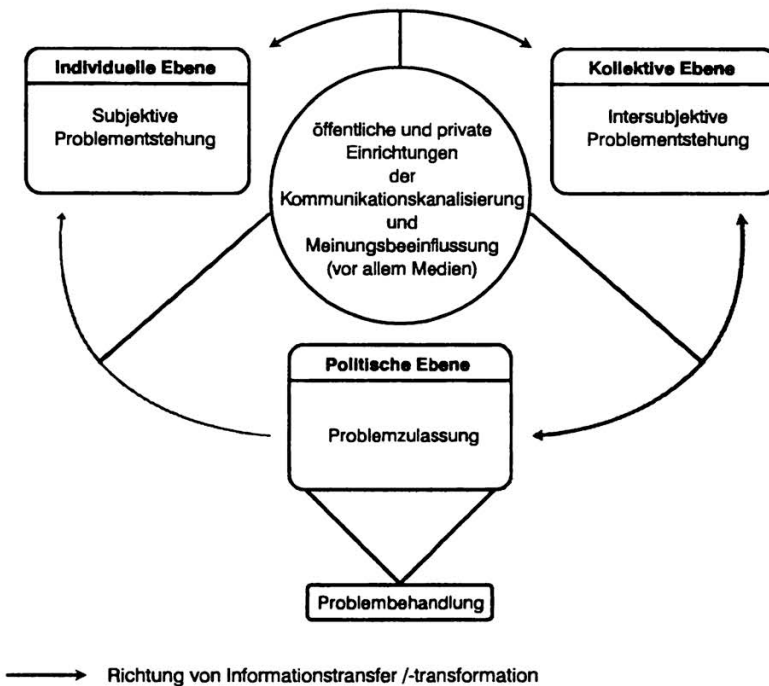 Individuelle Ebene
Subjektive
Problementstehung
öffentliche und private
Einrichtungen
der
Kommunikationskanalisierung
und
Meinungsbeeinflussung
(vor allem Medien)
Kollektive Ebene
Intersubjektive
Problementstehung
Politische Ebene
Problemzulassung
Problembehandlung
Richtung von Informationstransfer /-transformation